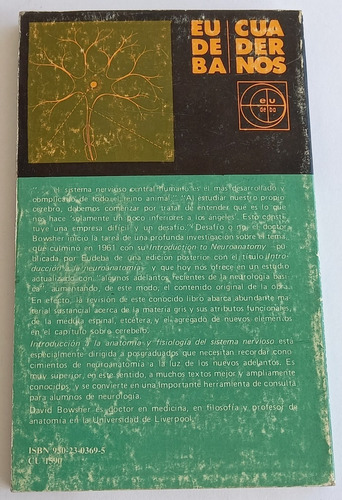 EU CUA
DE DER
BA NOS
eu
de ba
". . . el sistema nervioso central humano es el más desarrollado y
complicado de todo el reino animal". "Al estudiar nuestro propio
cerebro, debemos comenzar por tratar de entender qué es lo que
nos hace 'solamente un poco inferiores a los ángeles'. Esto consti-
tuye una empresa difícil y un desafío." Desafío o no, el doctor
Bowsher inició la tarea de una profunda investigación sobre el tema,
que culminó en 1961 con su Introduction to Neuroanatomy —pu-
blicada por Eudeba de una edición posterior con el título Intro-
ducción a la neuroanatomía— y que hoy nos ofrece en un estudio
actualizado con "algunos adelantos recientes de la neurología bás-
ica", aumentando, de este modo, el contenido original de la obra.
En efecto, la revisión de este conocido libro abarca abundante ma-
terial sustancial acerca de la materia gris y sus atributos funcionales,
de la médula espinal, etcétera, y el agregado de nuevos elementos
en el capítulo sobre cerebelo.
Introducción a la anatomía y fisiología del sistema nervioso está
especialmente dirigida a posgraduados que necesitan recordar cono-
cimientos de neuroanatomía a la luz de los nuevos adelantos. Es
muy superior, en este sentido, a muchos textos mejor y ampliamente
conocidos, y se convierte en una importante herramienta de consulta
para alumnos de neurología.
David Bowsher es doctor en medicina, en filosofía y profesor de
anatomía en la Universidad de Liverpool.
ISBN 950-23-0369-5
CU 1590